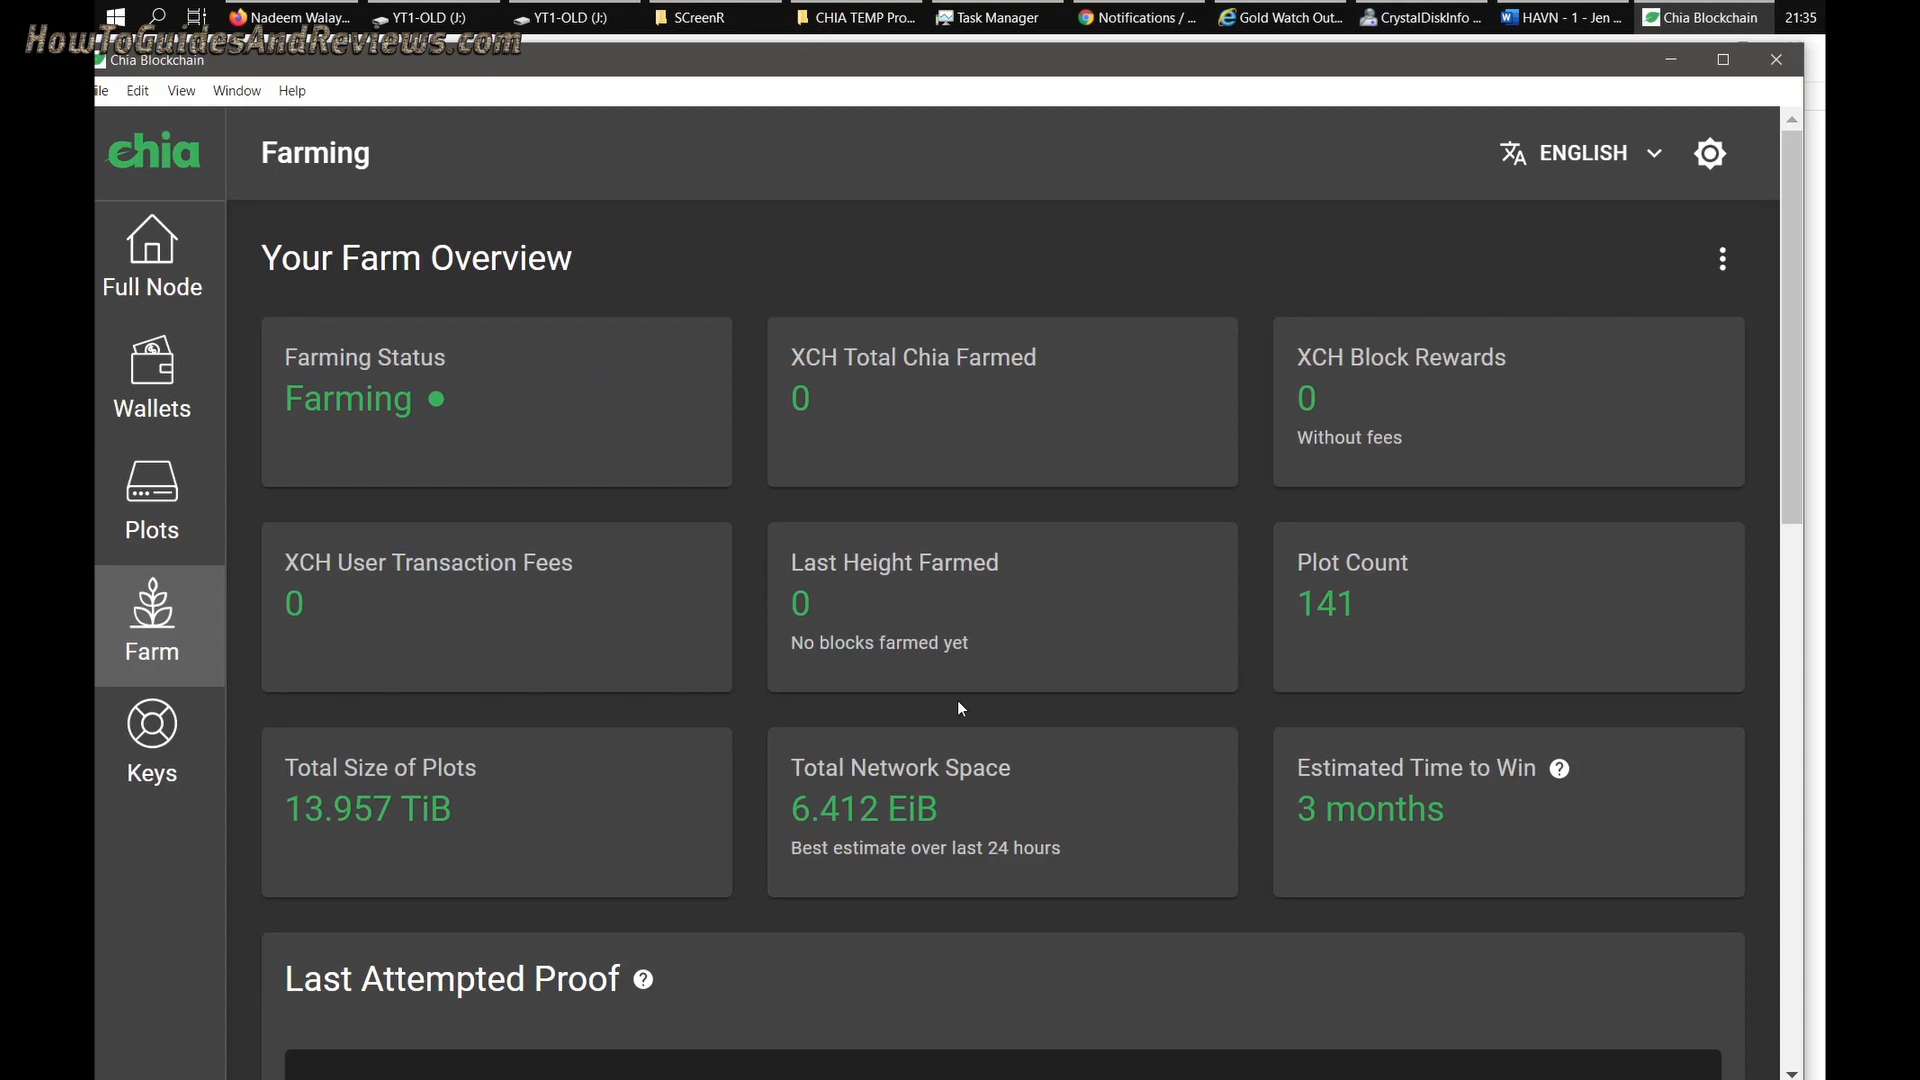 Nadeem Walay...
YT1-OLD (J:)
YT1-OLD (J:)
SCreenR
CHIA TEMP Pro...
Task Manager
Notifications / ...
Gold Watch Out...
CrystalDiskInfo ...
HAVN - 1 - Jen ...
Chia Blockchain
21:35
HowToGuidesAndReviews.com
Chia Blockchain
ile Edit View Window Help
chia
Farming
ENGLISH
Full Node
Wallets
Plots
Farm
Keys
Your Farm Overview
Farming Status
Farming
XCH Total Chia Farmed
0
XCH Block Rewards
0
Without fees
XCH User Transaction Fees
0
Last Height Farmed
0
No blocks farmed yet
Plot Count
141
Total Size of Plots
13.957 TiB
Total Network Space
6.412 EiB
Best estimate over last 24 hours
Estimated Time to Win ?
3 months
Last Attempted Proof ?